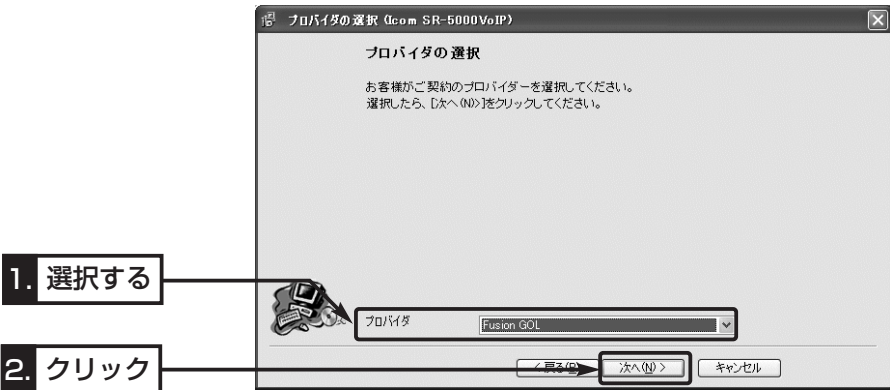 プロバイダの選択 (Icom SR-5000VoIP)
プロバイダの選択
お客様がご契約のプロバイダーを選択してください。
選択したら、[次へ(N)>]をクリックしてください。
1. 選択する
プロバイダ
Fusion GOL
2. クリック
< 戻る(B)
次へ(N) >
キャンセル